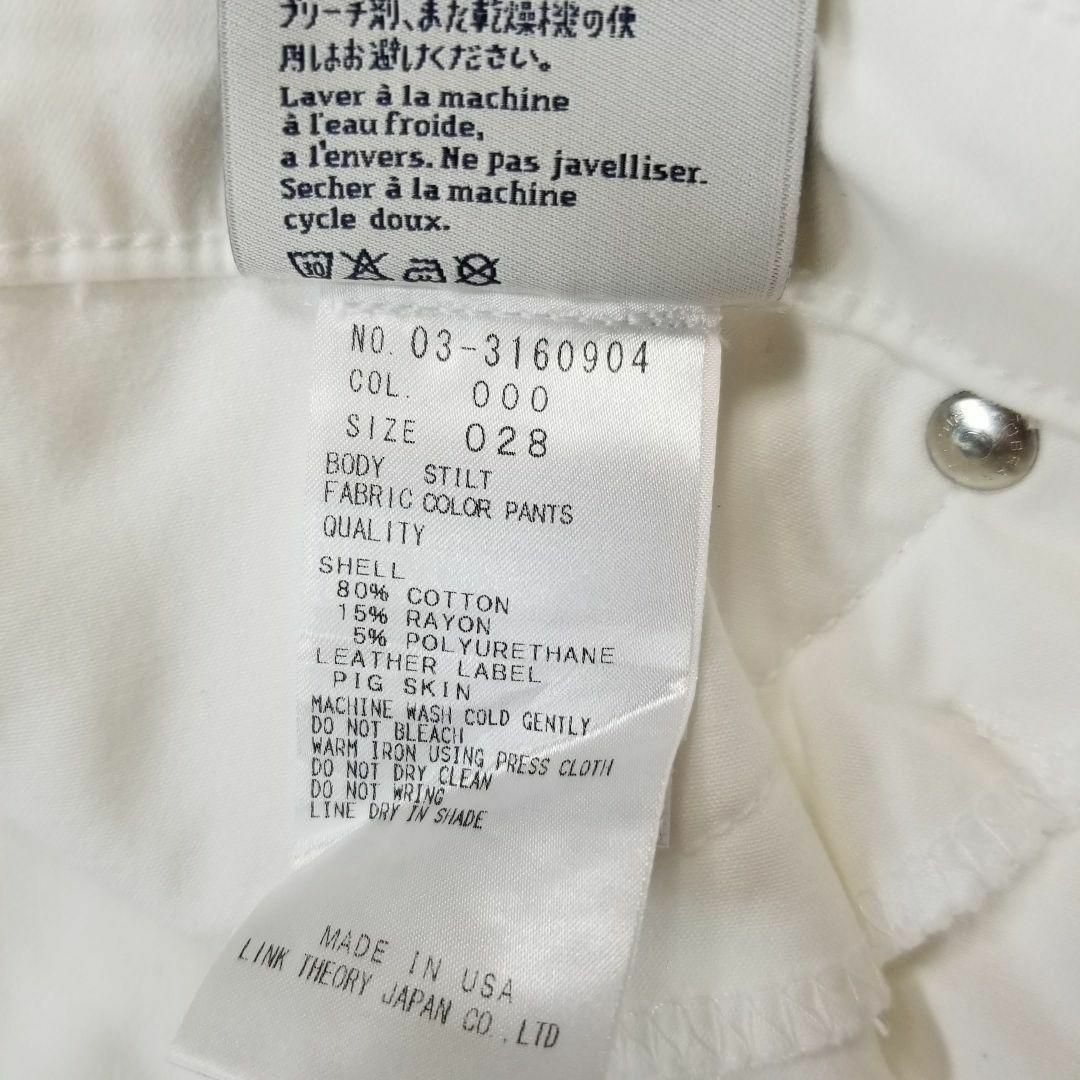 ブリーチ剤、また乾燥機の使
用はお避けください。
Laver à la machine
à l'eau froide,
a l'envers. Ne pas javelliser.
Secher à la machine
cycle doux.
30
NO. 03-3160904
COL. 000
SIZE 028
BODY STILT
FABRIC COLOR PANTS
QUALITY
SHELL
80% COTTON
15% RAYON
5% POLYURETHANE
LEATHER LABEL
PIG SKIN
MACHINE WASH COLD GENTLY
DO NOT BLEACH
WARM IRON USING PRESS CLOTH
DO NOT DRY CLEAN
DO NOT WRING
LINE DRY IN SHADE
MADE IN USA
LINK THEORY JAPAN CO.,LTD